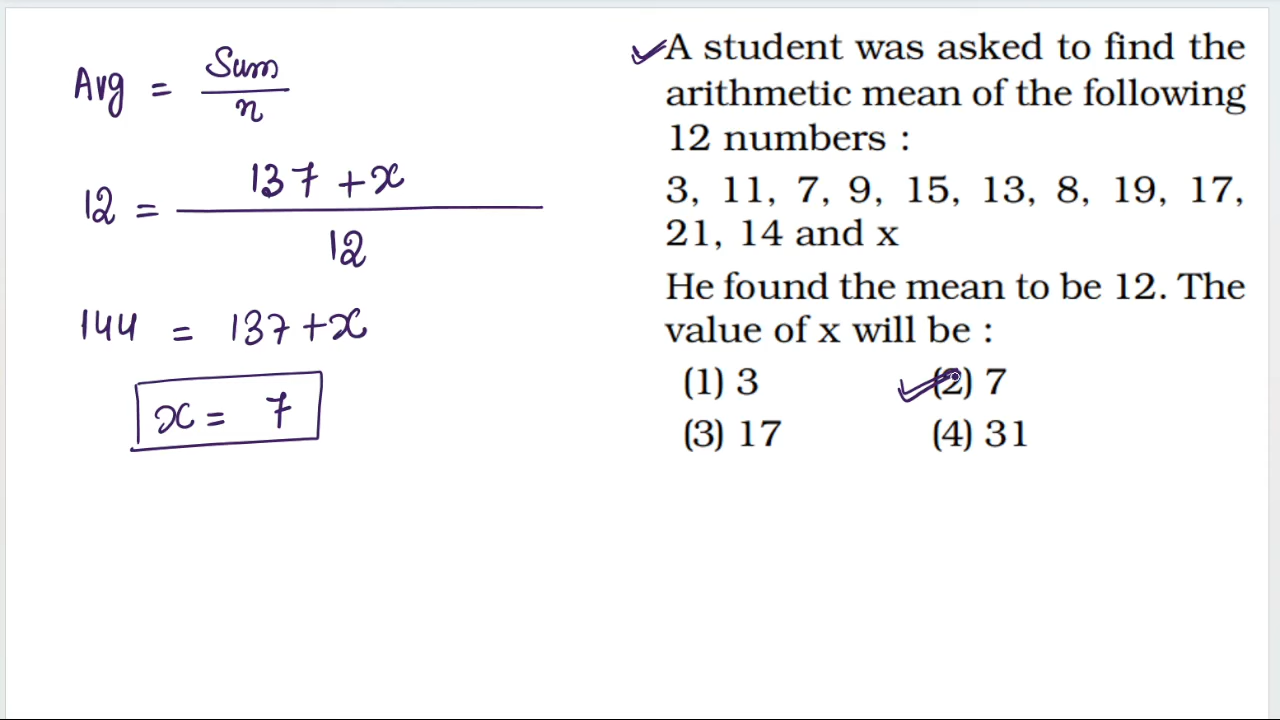 Avg = Sum / n
12 = 137 + x / 12
144 = 137 + x
x = 7
A student was asked to find the
arithmetic mean of the following
12 numbers :
3, 11, 7, 9, 15, 13, 8, 19, 17,
21, 14 and x
He found the mean to be 12. The
value of x will be :
(1) 3 (2) 7
(3) 17 (4) 31